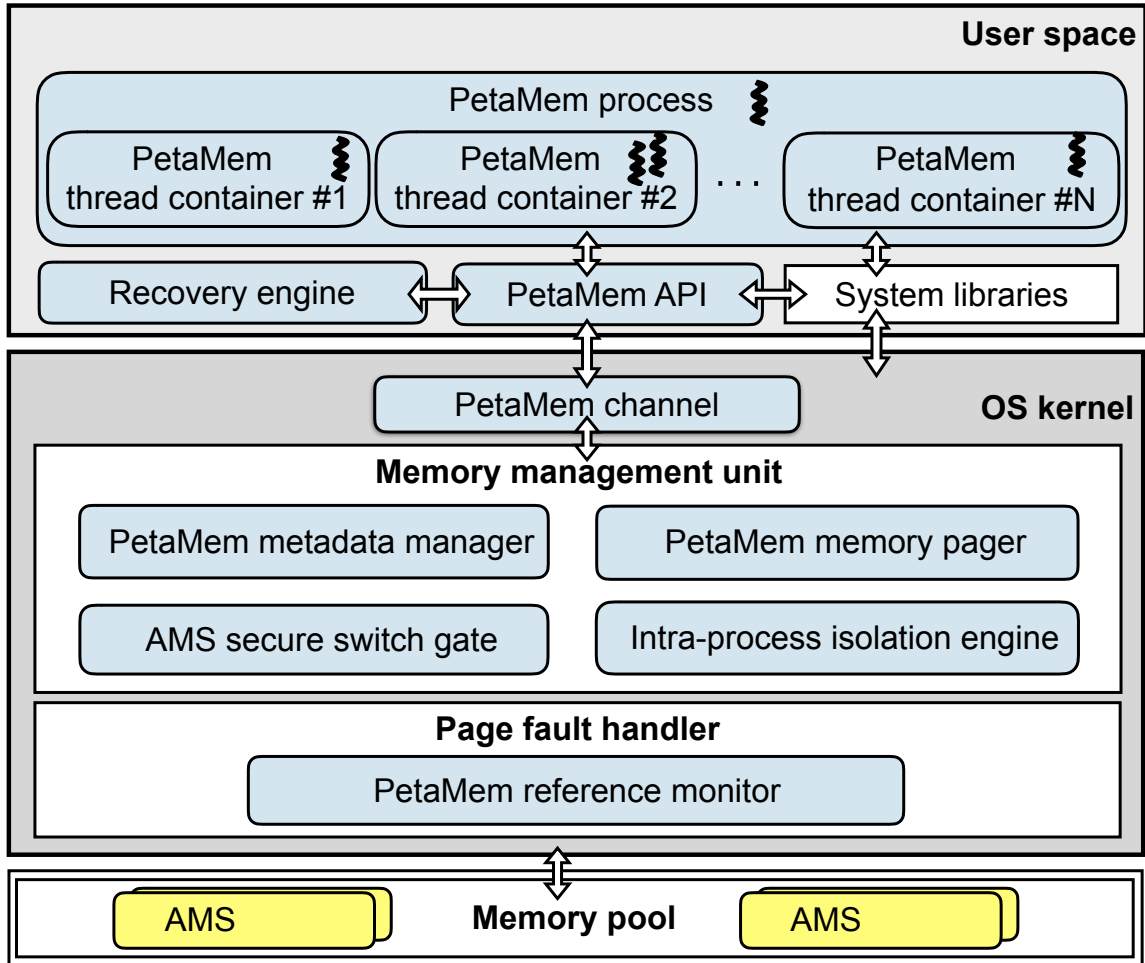 User space
PetaMem process
PetaMem
thread container #1
PetaMem
thread container #2
. . .
PetaMem
thread container #N
Recovery engine
PetaMem API
System libraries
PetaMem channel
OS kernel
Memory management unit
PetaMem metadata manager
PetaMem memory pager
AMS secure switch gate
Intra-process isolation engine
Page fault handler
PetaMem reference monitor
AMS
Memory pool
AMS